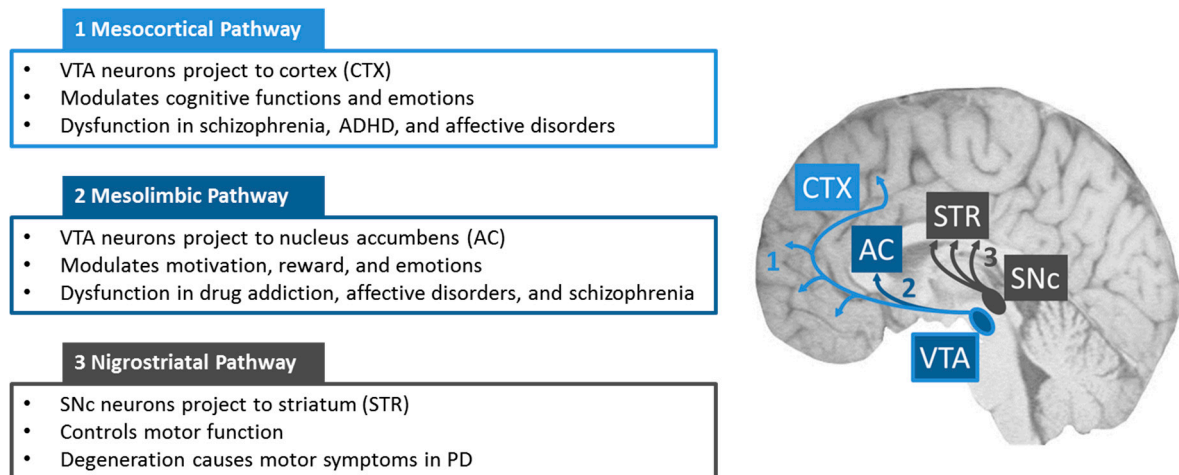 1 Mesocortical Pathway
• VTA neurons project to cortex (CTX)
• Modulates cognitive functions and emotions
• Dysfunction in schizophrenia, ADHD, and affective disorders
2 Mesolimbic Pathway
• VTA neurons project to nucleus accumbens (AC)
• Modulates motivation, reward, and emotions
• Dysfunction in drug addiction, affective disorders, and schizophrenia
3 Nigrostriatal Pathway
• SNc neurons project to striatum (STR)
• Controls motor function
• Degeneration causes motor symptoms in PD
CTX
STR
AC
1
3
SNc
2
VTA